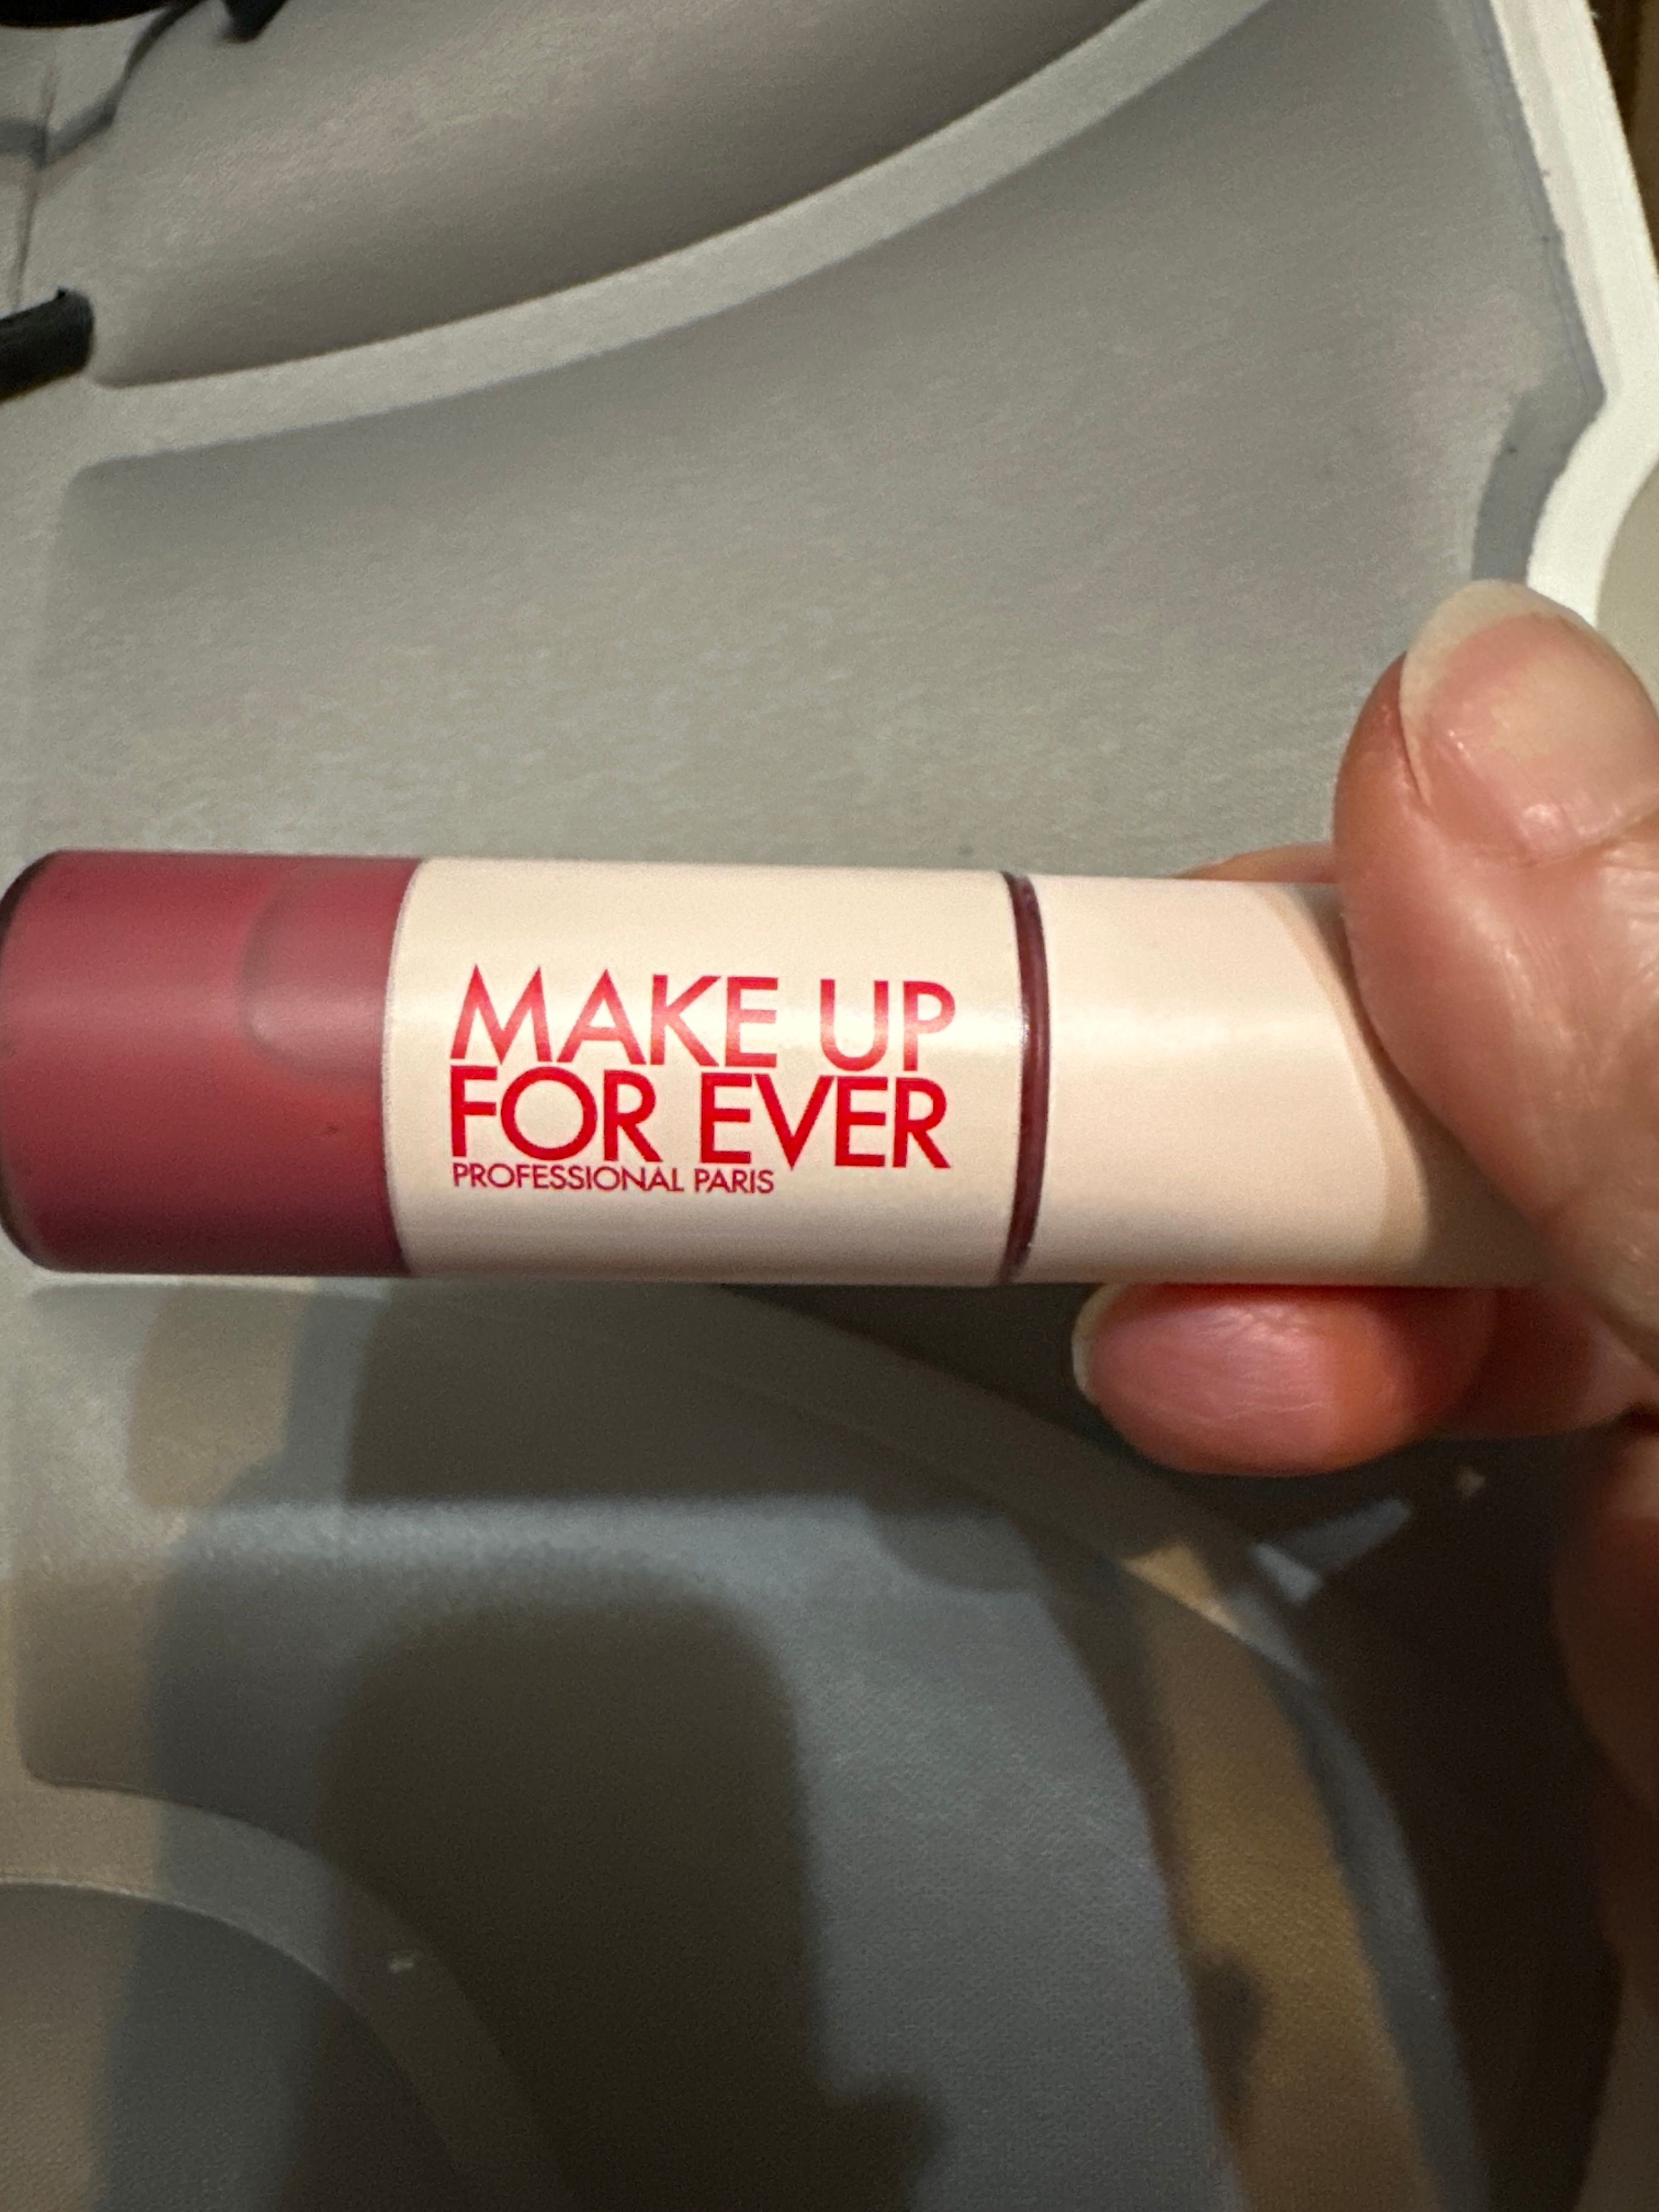 MAKE UP
FOR EVER
PROFESSIONAL PARIS